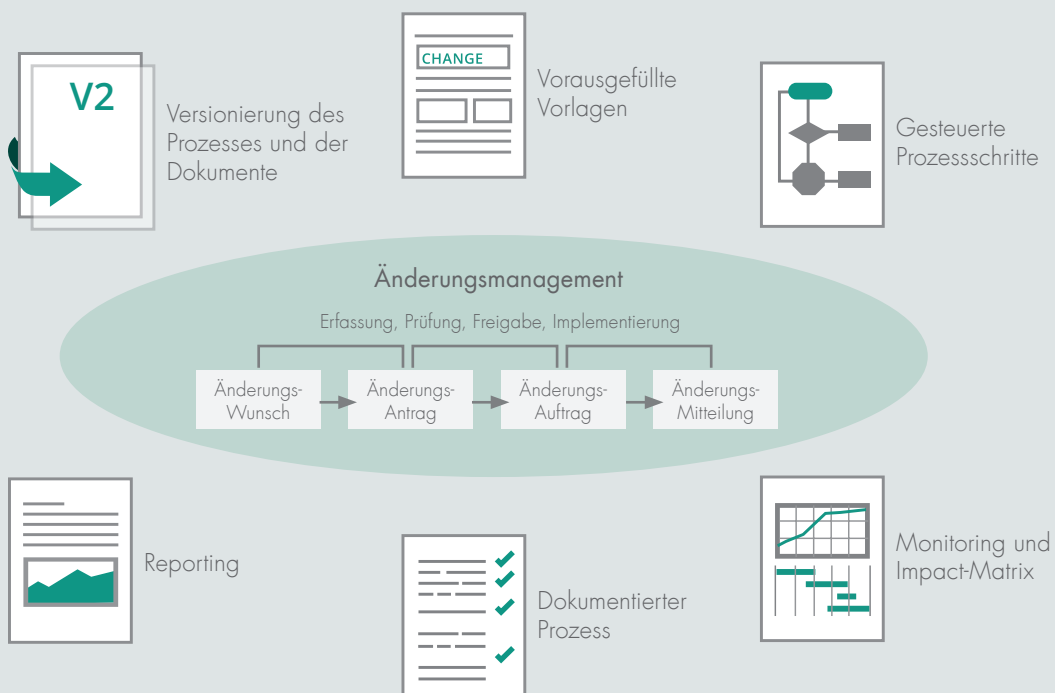 V2
Versionierung des
Prozesses und der
Dokumente
CHANGE
Vorausgefüllte
Vorlagen
Gesteuerte
Prozessschritte
Änderungsmanagement
Erfassung, Prüfung, Freigabe, Implementierung
Änderungs-
Wunsch
Änderungs-
Antrag
Änderungs-
Auftrag
Änderungs-
Mitteilung
Reporting
Dokumentierter
Prozess
Monitoring und
Impact-Matrix